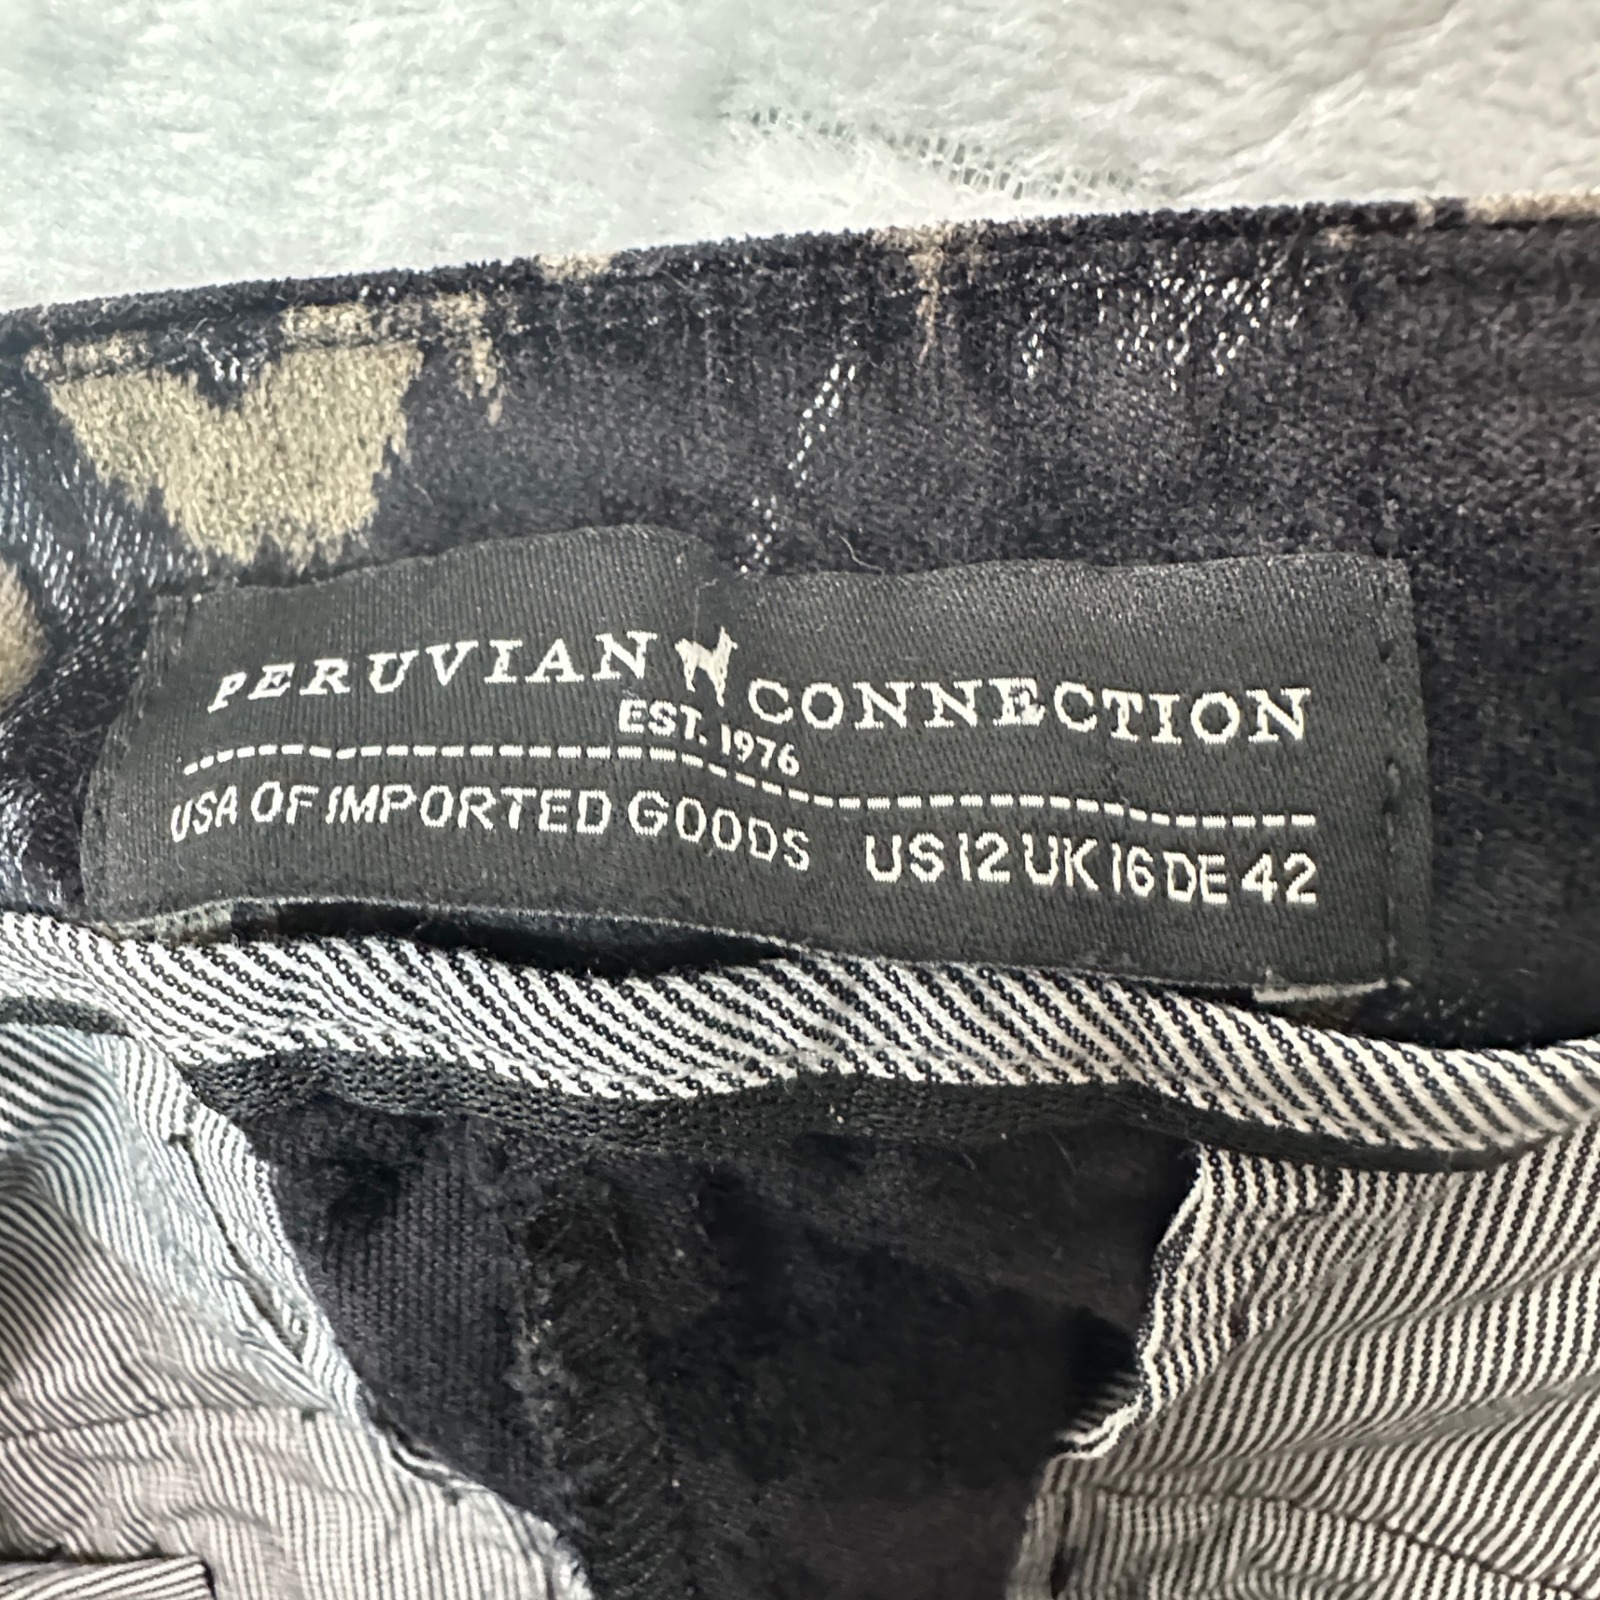 PERUVIAN CONNECTION
EST. 1976
USA OF IMPORTED GOODS US 12 UK 16 DE 42